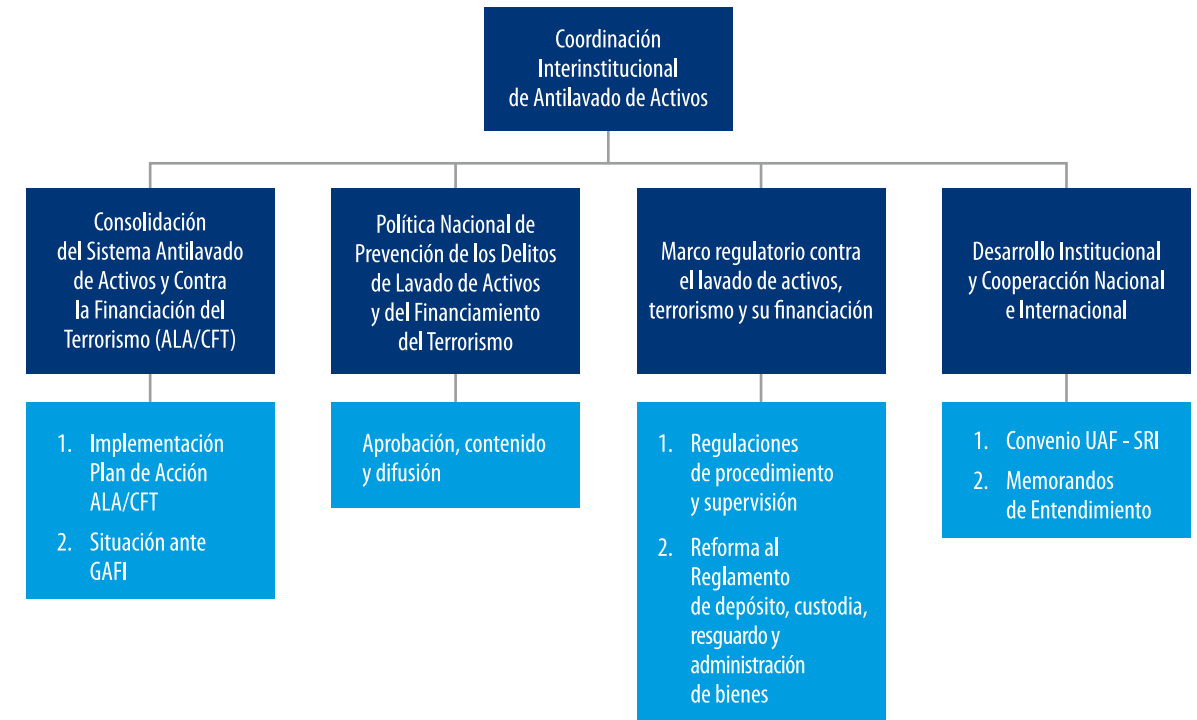 Coordinación
Interinstitucional
de Antilavado de Activos
Consolidación
del Sistema Antilavado
de Activos y Contra
la Financiación del
Terrorismo (ALA/CFT)
Política Nacional de
Prevención de los Delitos
de Lavado de Activos
y del Financiamiento
del Terrorismo
Marco regulatorio contra
el lavado de activos,
terrorismo y su financiación
Desarrollo Institucional
y Cooperacción Nacional
e Internacional
1. Implementación
Plan de Acción
ALA/CFT
2. Situación ante
GAFI
Aprobación, contenido
y difusión
1. Regulaciones
de procedimiento
y supervisión
2. Reforma al
Reglamento
de depósito, custodia,
resguardo y
administración
de bienes
1. Convenio UAF - SRI
2. Memorandos
de Entendimiento